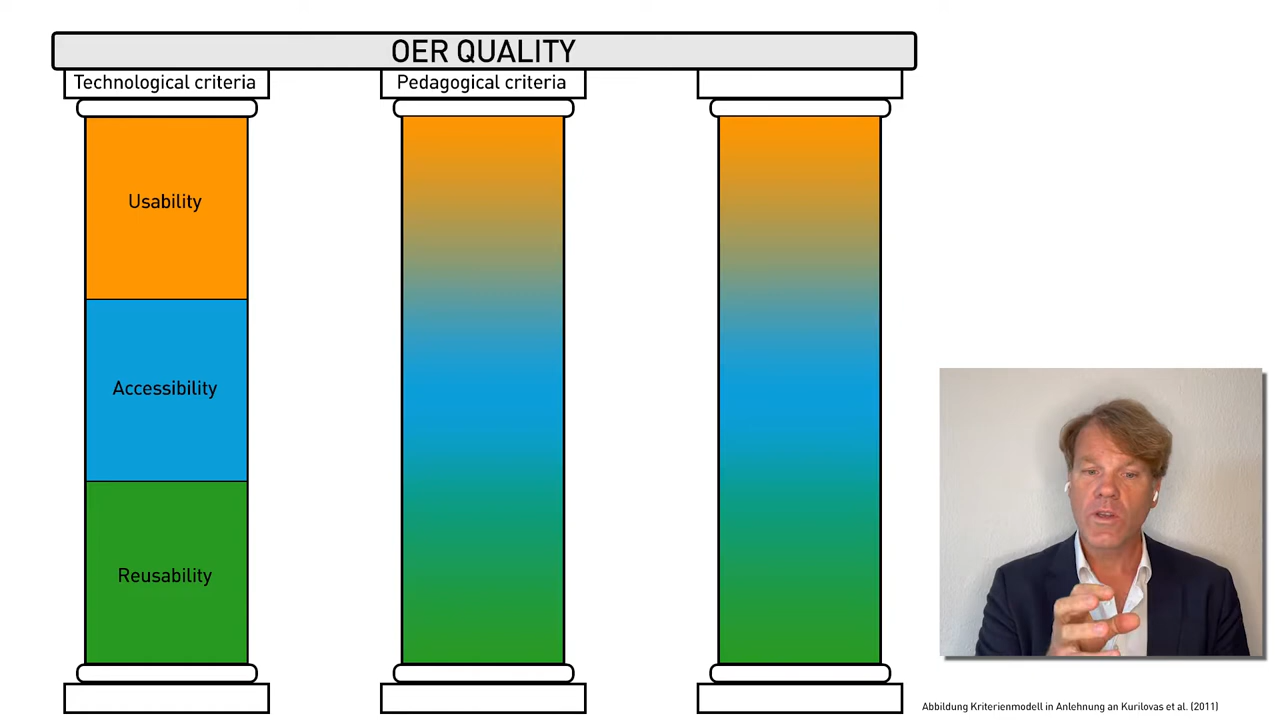 OER QUALITY
Technological criteria
Pedagogical criteria
Usability
Accessibility
Reusability
Abbildung Kriterienmodell in Anlehnung an Kurilovas et al. (2011)